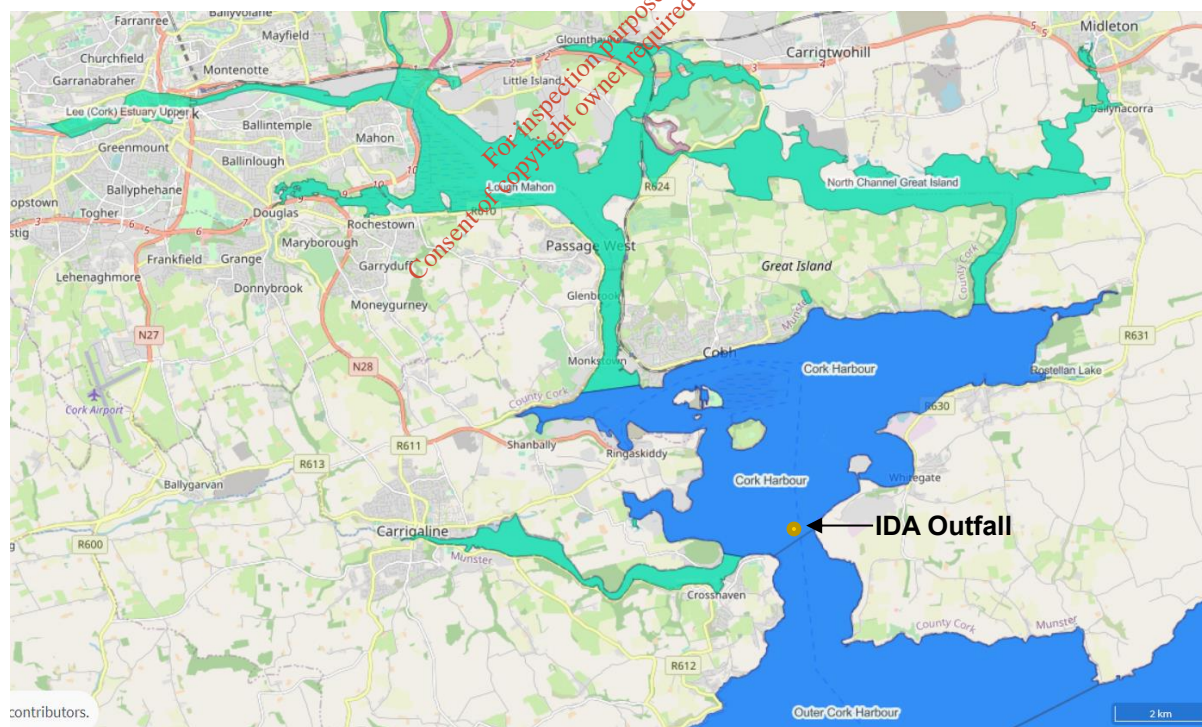 Farranree
Ballyvolane
Mayfield
Churchfield
Garranabraher
Montenotte
Glounthaune
Little Island
Carrigtwohill
Midleton
Ballynacorra
Lee (Cork) Estuary Upper
Greenmount
Ballintemple
Mahon
Ballinlough
Ballyphehane
Lough Mahon
North Channel Great Island
R624
Togher
Douglas
Rochestown
R610
Passage West
Maryborough
Frankfield
Grange
Garryduff
Lehenaghmore
Donnybrook
Moneygurney
Great Island
County Cork
Munster
Glenbrook
N27
N28
Monkstown
Cobh
R631
Cork Harbour
Rostellan Lake
Cork Airport
County Cork
R630
R611
Shanbally
Ringaskiddy
R613
Ballygarvan
Cork Harbour
Whitegate
IDA Outfall
Carrigaline
R600
Munster
Crosshaven
County Cork
Munster
R612
Outer Cork Harbour
contributors.
2 km
For inspection purposes
Consent of copyright owner required